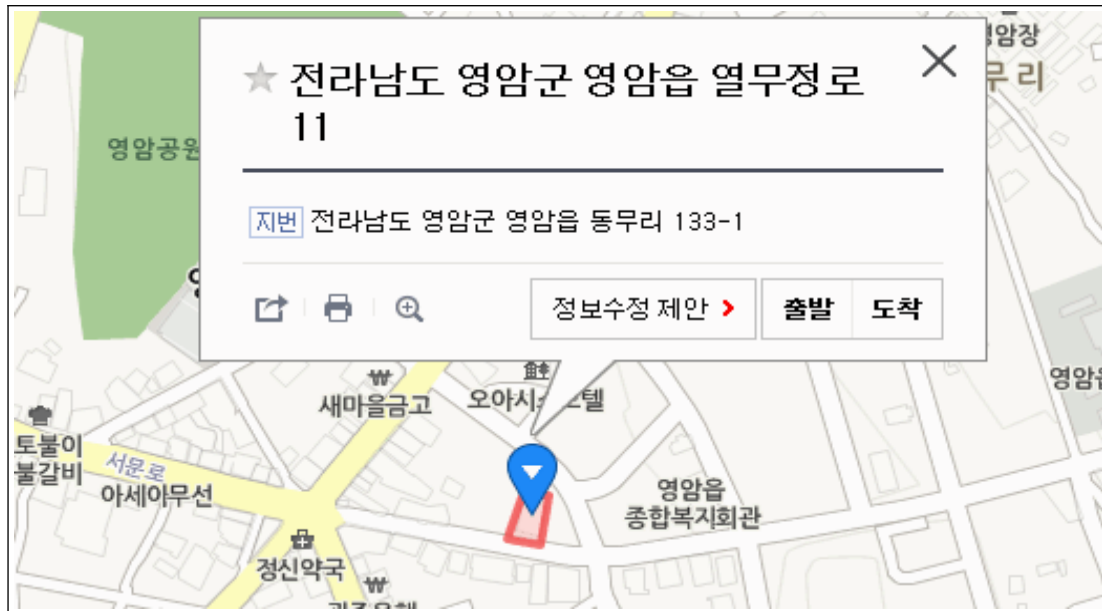 전라남도 영암군 영암읍 열무정로
11
지번 전라남도 영암군 영암읍 동무리 133-1
정보수정 제안
출발 도착
영암공원
무리
새마을금고
토불이
불갈비
서문로
아세아무선
영암읍
종합복지회관
정신약국